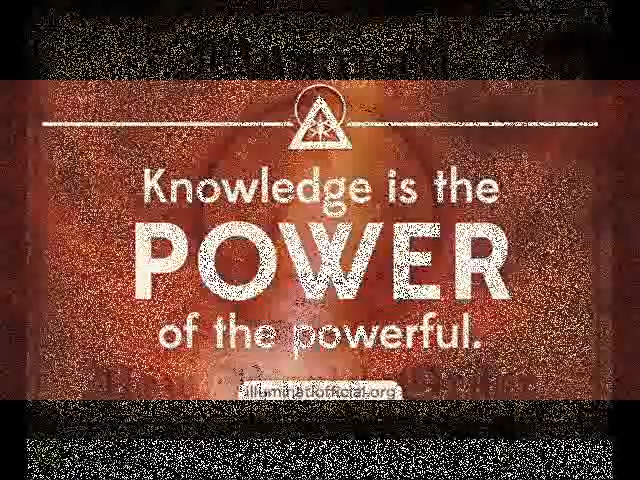 Knowledge is the
POWER
of the powerful.
illuminatiofficial.org